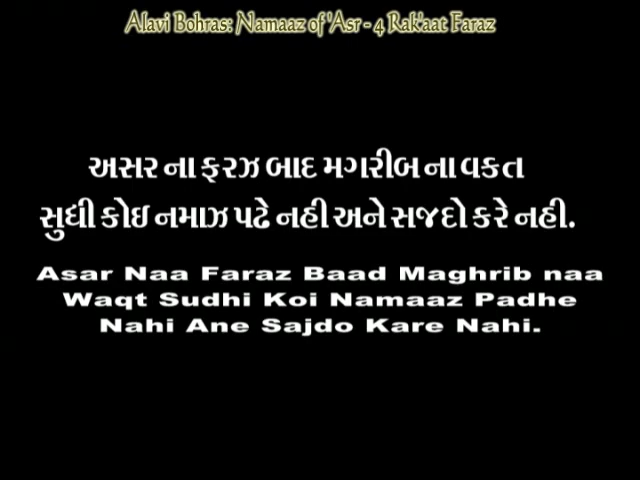 Alavi Bohras: Namaaz of 'Asr - 4 Rak'aat Faraz
અસર ના ફરઝ બાદ મગરીબ ના વકત
સુધી કોઇ નમાઝ પઢે નહી અને સજદો કરે નહી.
Asar Naa Faraz Baad Maghrib naa
Waqt Sudhi Koi Namaaz Padhe
Nahi Ane Sajdo Kare Nahi.